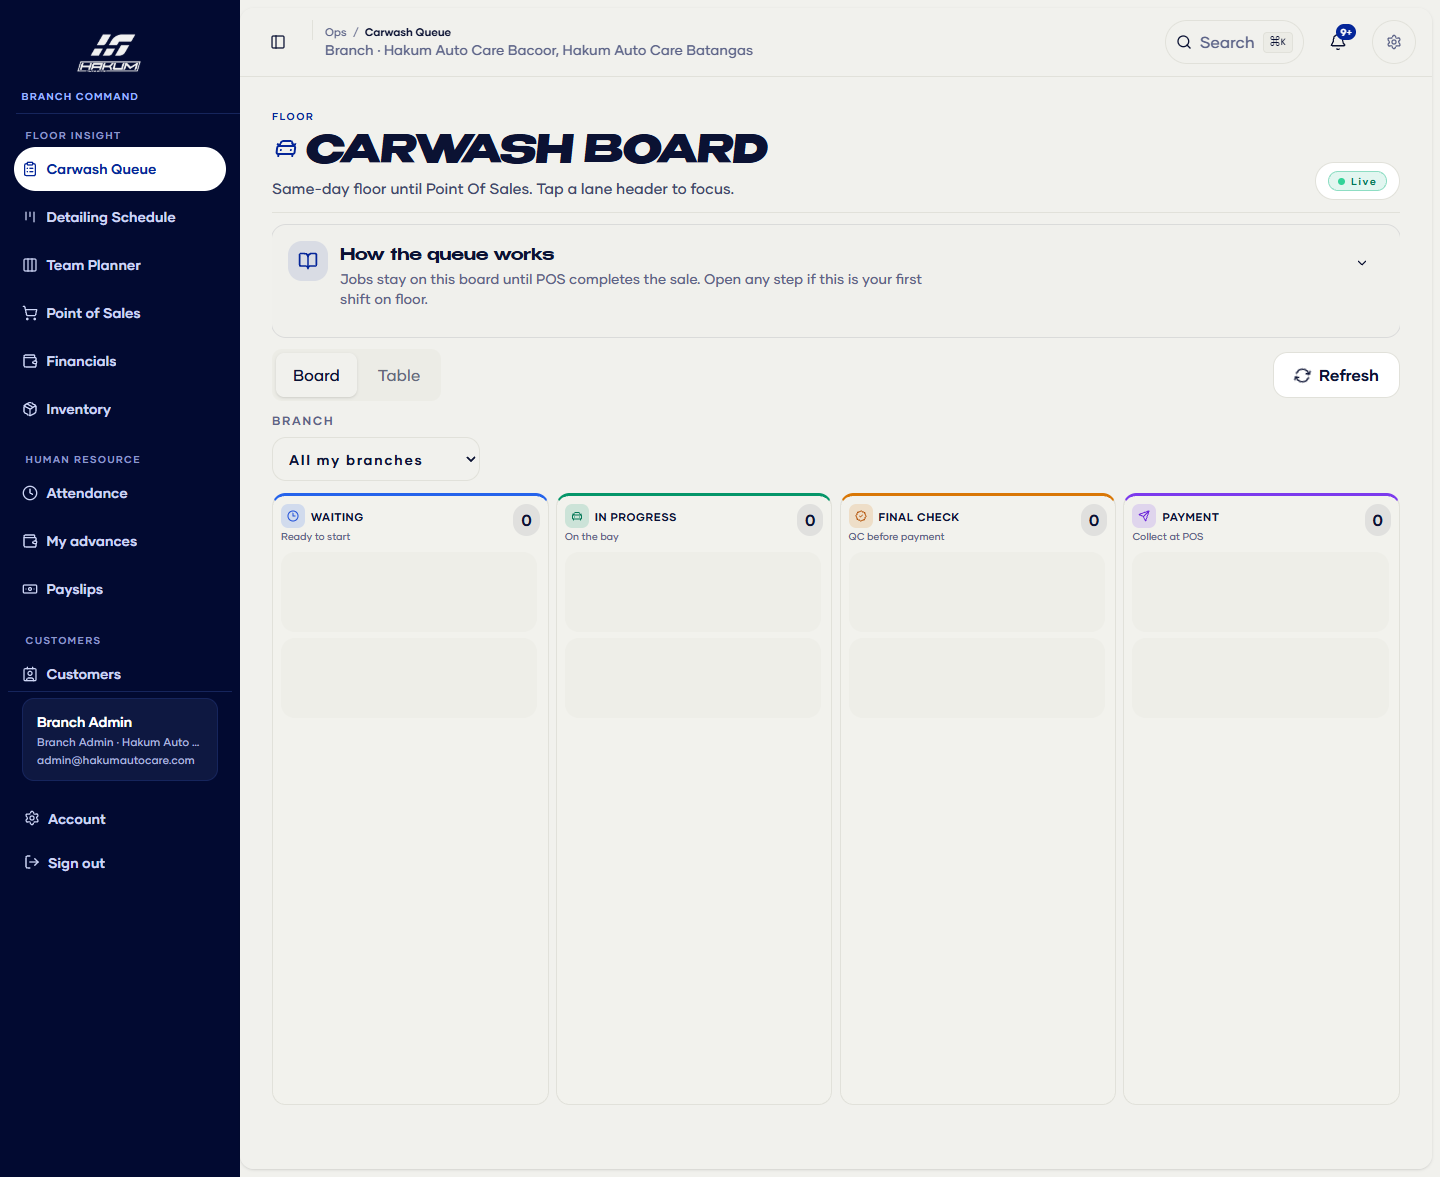 HAKUM
BRANCH COMMAND
FLOOR INSIGHT
Carwash Queue
Detailing Schedule
Team Planner
Point of Sales
Financials
Inventory
HUMAN RESOURCE
Attendance
My advances
Payslips
CUSTOMERS
Customers
Branch Admin
Branch Admin · Hakum Auto ...
admin@hakumautocare.com
Account
Sign out
Ops / Carwash Queue
Branch · Hakum Auto Care Bacoor, Hakum Auto Care Batangas
Search ⌘K
9+
FLOOR
CARWASH BOARD
Same-day floor until Point Of Sales. Tap a lane header to focus.
Live
How the queue works
Jobs stay on this board until POS completes the sale. Open any step if this is your first
shift on floor.
Board
Table
Refresh
BRANCH
All my branches
WAITING 0
Ready to start
IN PROGRESS 0
On the bay
FINAL CHECK 0
QC before payment
PAYMENT 0
Collect at POS